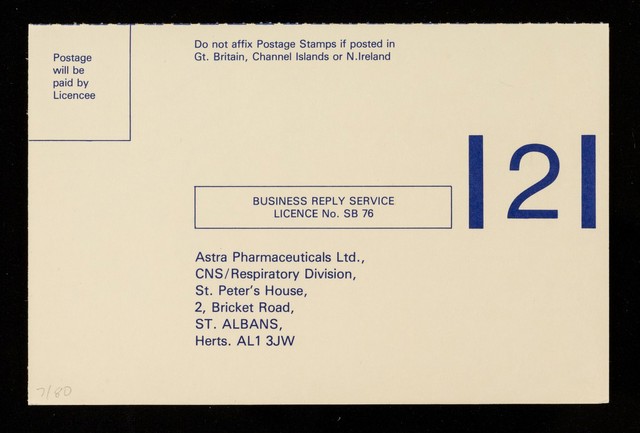 Postage
will be
paid by
Licencee
Do not affix Postage Stamps if posted in
Gt. Britain, Channel Islands or N.Ireland
2
BUSINESS REPLY SERVICE
LICENCE No. SB 76
Astra Pharmaceuticals Ltd.,
CNS/Respiratory Division,
St. Peter's House,
2, Bricket Road,
ST. ALBANS,
Herts. AL1 3JW
7/80